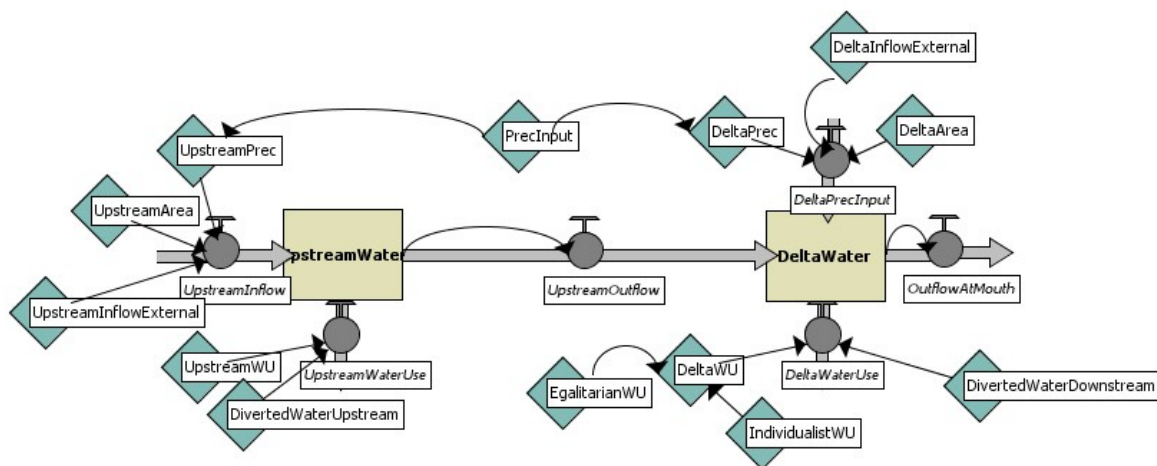 DeltaInflowExternal
UpstreamPrec
PrecInput
DeltaPrec
DeltaArea
UpstreamArea
DeltaPrecInput
UpstreamWater
DeltaWater
UpstreamInflow
UpstreamOutflow
OutflowAtMouth
UpstreamInflowExternal
UpstreamWU
UpstreamWaterUse
DeltaWU
DeltaWaterUse
EgalitarianWU
DivertedWaterDownstream
DivertedWaterUpstream
IndividualistWU